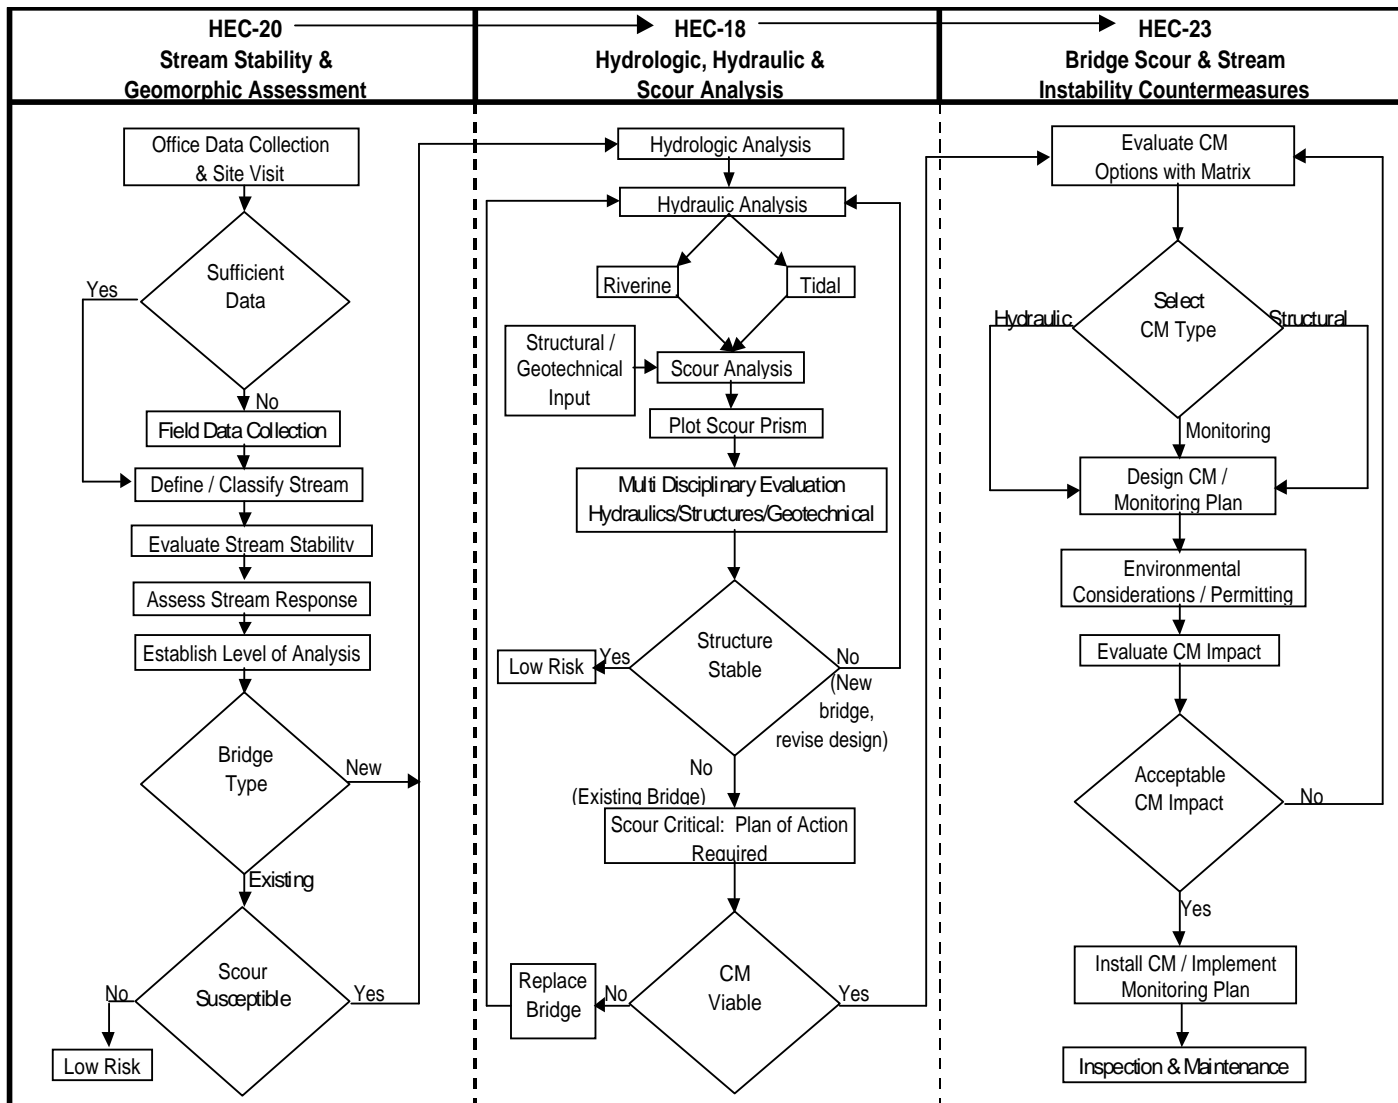 HEC-20
Stream Stability &
Geomorphic Assessment
HEC-18
Hydrologic, Hydraulic &
Scour Analysis
HEC-23
Bridge Scour & Stream
Instability Countermeasures
Office Data Collection
& Site Visit
Sufficient
Data
Yes
No
Field Data Collection
Define / Classify Stream
Evaluate Stream Stability
Assess Stream Response
Establish Level of Analysis
Bridge
Type
New
Existing
Scour
Susceptible
No
Yes
Low Risk
Hydrologic Analysis
Hydraulic Analysis
Riverine
Tidal
Structural /
Geotechnical
Input
Scour Analysis
Plot Scour Prism
Multi Disciplinary Evaluation
Hydraulics/Structures/Geotechnical
Structure
Stable
Yes
Low Risk
No
(New
bridge,
revise design)
No
(Existing Bridge)
Scour Critical: Plan of Action
Required
CM
Viable
No
Replace
Bridge
Yes
Evaluate CM
Options with Matrix
Select
CM Type
Hydraulic
Structural
Monitoring
Design CM /
Monitoring Plan
Environmental
Considerations / Permitting
Evaluate CM Impact
Acceptable
CM Impact
No
Yes
Install CM / Implement
Monitoring Plan
Inspection & Maintenance